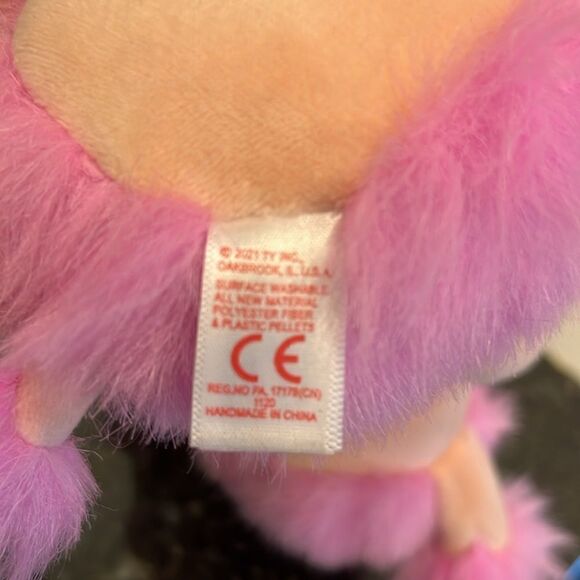 © 2021 TY INC,
OAKBROOK, IL, U.S.A.
SURFACE WASHABLE
ALL NEW MATERIAL
POLYESTER FIBER
& PLASTIC PELLETS
CE
REG.NO PA. 17179(CN)
1120
HANDMADE IN CHINA